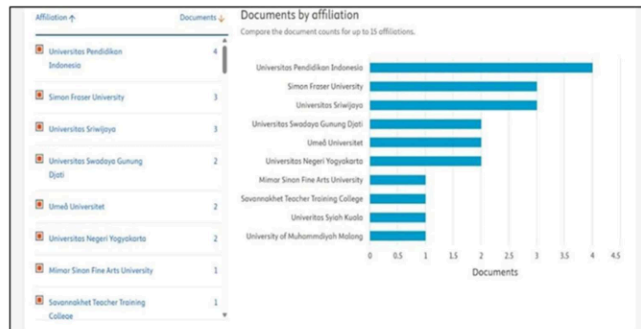 Affiliation
Documents
Universitas Pendidikan
Indonesia
4
Simon Fraser University
3
Universitas Sriwijaya
3
Universitas Swadaya Gunung
Djati
2
Umeå Universitet
2
Universitas Negeri Yogyakarta
2
Mimar Sinan Fine Arts University
1
Savannakhet Teacher Training
College
1
Documents by affiliation
Compare the document counts for up to 15 affiliations.
Universitas Pendidikan Indonesia
Simon Fraser University
Universitas Sriwijaya
Universitas Swadaya Gunung Djati
Umeå Universitet
Universitas Negeri Yogyakarta
Mimar Sinan Fine Arts University
Savannakhet Teacher Training College
Univeritas Syiah Kuala
University of Muhammdiyah Malang
0 0.5 1 1.5 2 2.5 3 3.5 4 4.5
Documents